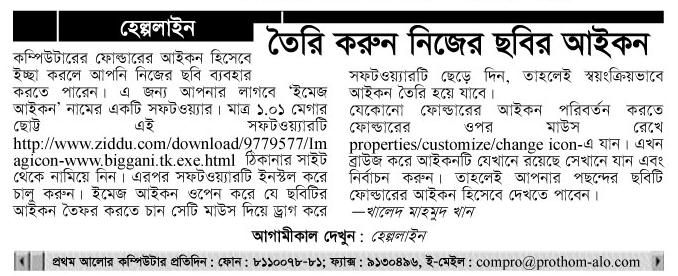 হেল্পলাইন
তৈরি করুন নিজের ছবির আইকন
কম্পিউটারের ফোল্ডারের আইকন হিসেবে
ইচ্ছা করলে আপনি নিজের ছবি ব্যবহার
করতে পারেন। এ জন্য আপনার লাগবে ‘ইমেজ
আইকন’ নামের একটি সফটওয়্যার। মাত্র ১.০১ মেগার
ছোট্ট এই সফটওয়্যারটি
http://www.ziddu.com/download/9779577/Im
agicon-www.biggani.tk.exe.html ঠিকানার সাইট
থেকে নামিয়ে নিন। এরপর সফটওয়্যারটি ইনস্টল করে
চালু করুন। ইমেজ আইকন ওপেন করে যে ছবিটির
আইকন তৈফর করতে চান সেটি মাউস দিয়ে ড্রাগ করে
সফটওয়্যারটি ছেড়ে দিন, তাহলেই স্বয়ংক্রিয়ভাবে
আইকন তৈরি হয়ে যাবে।
যেকোনো ফোল্ডারের আইকন পরিবর্তন করতে
ফোল্ডারের ওপর মাউস রেখে
properties/customize/change icon-এ যান। এখন
ব্রাউজ করে আইকনটি যেখানে রয়েছে সেখানে যান এবং
নির্বাচন করুন। তাহলেই আপনার পছন্দের ছবিটি
ফোল্ডারের আইকন হিসেবে দেখতে পাবেন।
—খালেদ মাহমুদ খান
আগামীকাল দেখুন : হেল্পলাইন
প্রথম আলোর কম্পিউটার প্রতিদিন : ফোন : ৮১১০০৭৮-৮১; ফ্যাক্স : ৯১৩০৪৯৬, ই-মেইল : compro@prothom-alo.com